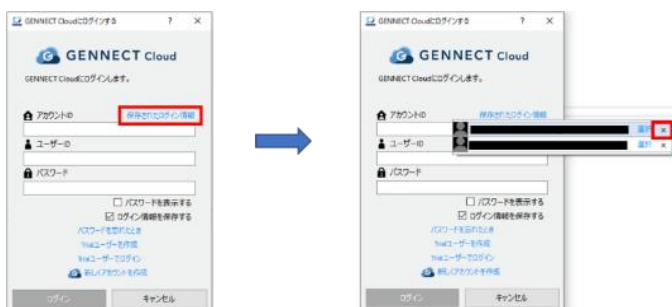 GENNECT Cloudにログインする ? ×
GENNECT Cloud
GENNECT Cloudにログインします。
アカウントID 保存されたログイン情報
ユーザーID
パスワード
パスワードを表示する
ログイン情報を保存する
パスワードを忘れたとき
Trialユーザーを作成
Trialユーザーでログイン
新しくアカウントを作成
ログイン キャンセル
GENNECT Cloudにログインする ? ×
GENNECT Cloud
GENNECT Cloudにログインします。
アカウントID 保存されたログイン情報
選択 ×
ユーザーID 選択 ×
パスワード
パスワードを表示する
ログイン情報を保存する
パスワードを忘れたとき
Trialユーザーを作成
Trialユーザーでログイン
新しくアカウントを作成
ログイン キャンセル